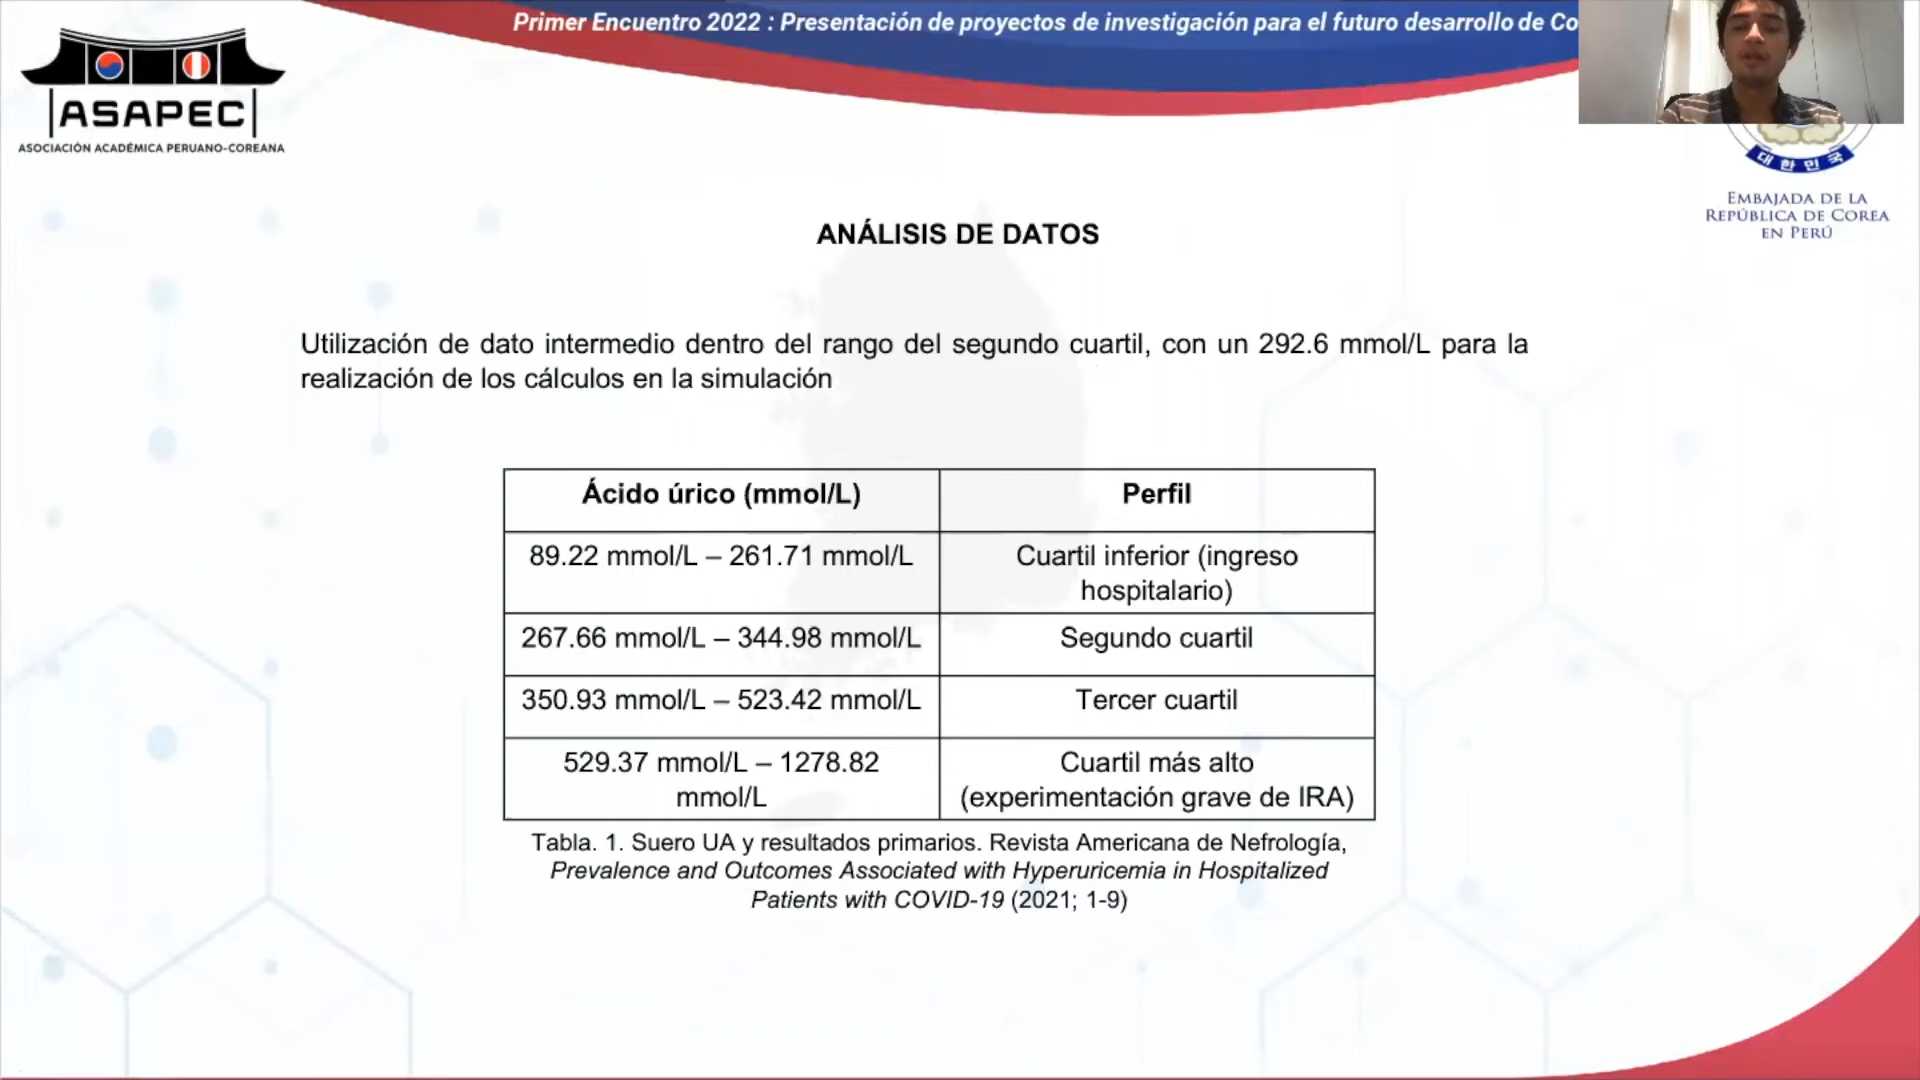 Primer Encuentro 2022 : Presentación de proyectos de investigación para el futuro desarrollo de Co
ASAPEC
ASOCIACIÓN ACADÉMICA PERUANO-COREANA
대한민국
EMBAJADA DE LA
REPÚBLICA DE COREA
EN PERÚ
ANÁLISIS DE DATOS
Utilización de dato intermedio dentro del rango del segundo cuartil, con un 292.6 mmol/L para la
realización de los cálculos en la simulación
Ácido úrico (mmol/L) Perfil
89.22 mmol/L – 261.71 mmol/L Cuartil inferior (ingreso
hospitalario)
267.66 mmol/L – 344.98 mmol/L Segundo cuartil
350.93 mmol/L – 523.42 mmol/L Tercer cuartil
529.37 mmol/L – 1278.82 Cuartil más alto
mmol/L (experimentación grave de IRA)
Tabla. 1. Suero UA y resultados primarios. Revista Americana de Nefrología,
Prevalence and Outcomes Associated with Hyperuricemia in Hospitalized
Patients with COVID-19 (2021; 1-9)